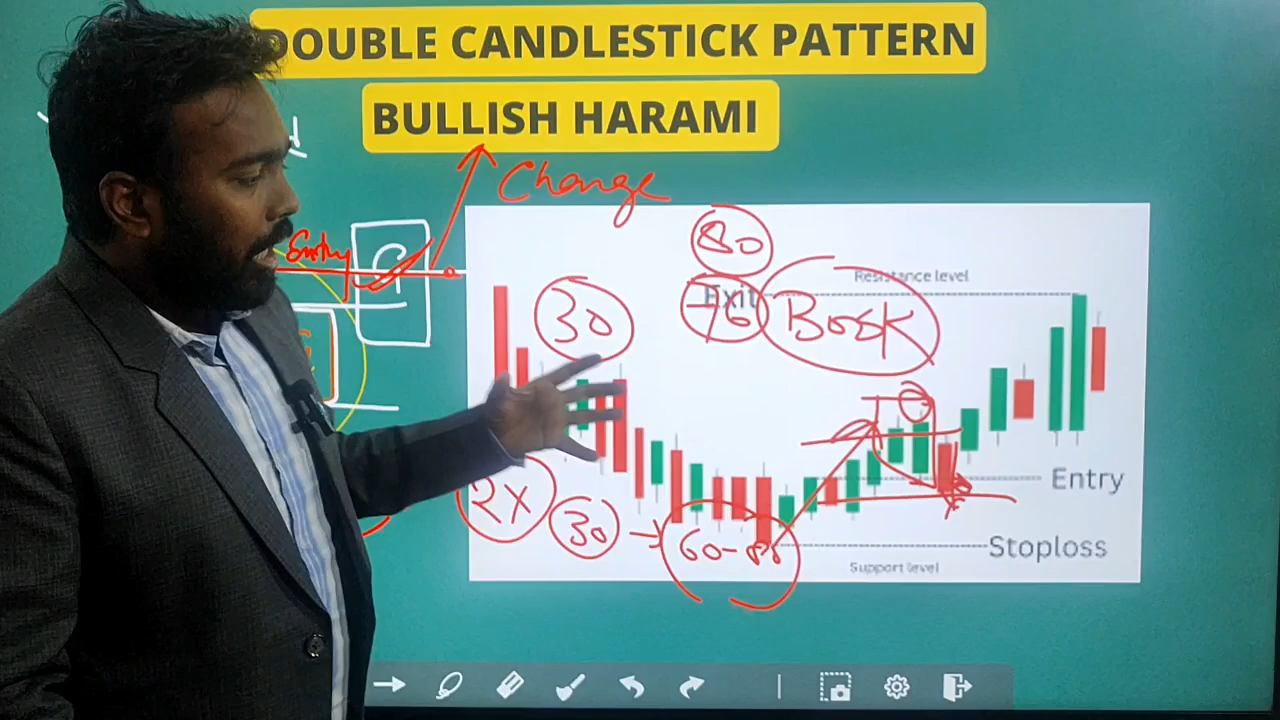 DOUBLE CANDLESTICK PATTERN
BULLISH HARAMI
Change
Entry
80
Resistance level
Exit
30
Book
Entry
2X
30
60-80
Stoploss
Support level